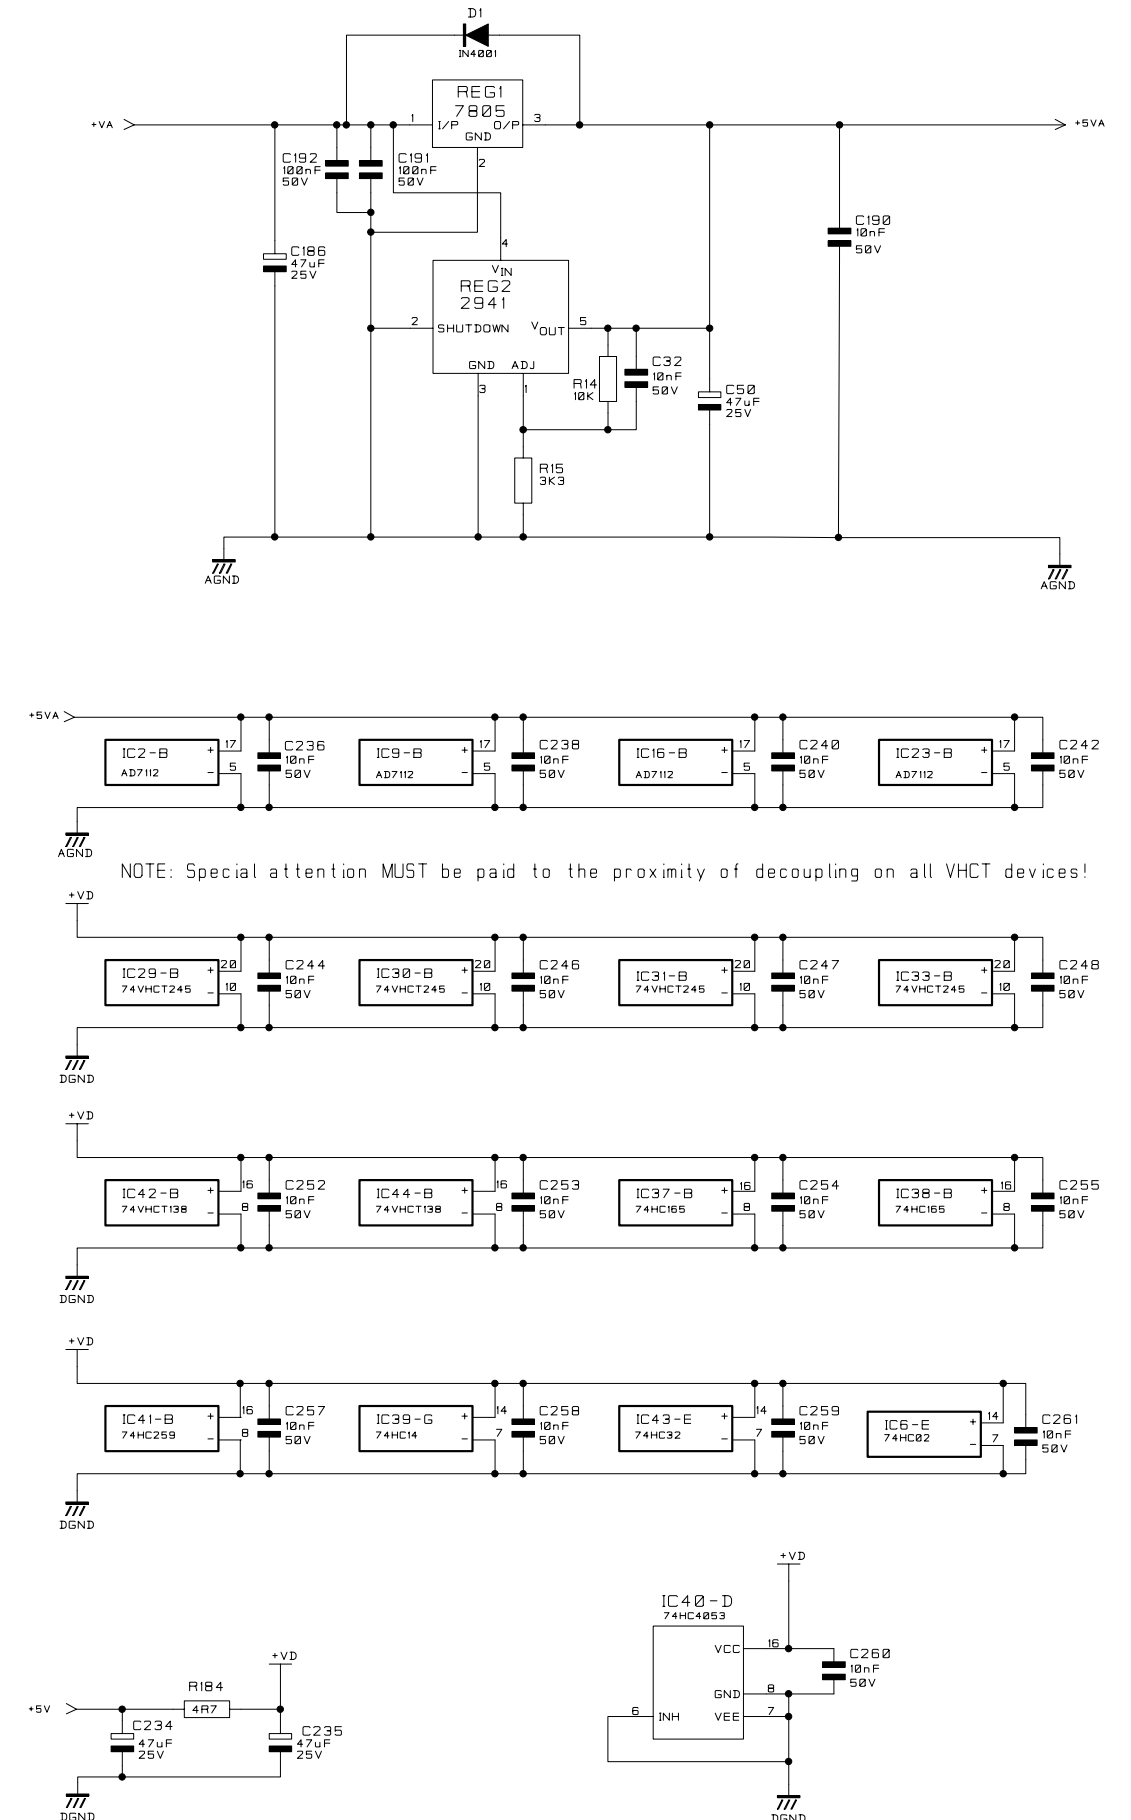 D1
IN4001
REG1
7805
1
I/P
O/P
3
GND
2
+VA
+5VA
C192
100nF
50V
C191
100nF
50V
C190
10nF
50V
C186
47uF
25V
4
VIN
REG2
2941
2
SHUTDOWN
VOUT
5
GND
ADJ
3
1
R14
10K
C32
10nF
50V
C50
47uF
25V
R15
3K3
AGND
AGND
+5VA
IC2-B
AD7112
+
-
17
5
C236
10nF
50V
IC9-B
AD7112
+
-
17
5
C238
10nF
50V
IC16-B
AD7112
+
-
17
5
C240
10nF
50V
IC23-B
AD7112
+
-
17
5
C242
10nF
50V
AGND
NOTE: Special attention MUST be paid to the proximity of decoupling on all VHCT devices!
+VD
IC29-B
74VHCT245
+
-
20
10
C244
10nF
50V
IC30-B
74VHCT245
+
-
20
10
C246
10nF
50V
IC31-B
74VHCT245
+
-
20
10
C247
10nF
50V
IC33-B
74VHCT245
+
-
20
10
C248
10nF
50V
DGND
+VD
IC42-B
74VHCT138
+
-
16
8
C252
10nF
50V
IC44-B
74VHCT138
+
-
16
8
C253
10nF
50V
IC37-B
74HC165
+
-
16
8
C254
10nF
50V
IC38-B
74HC165
+
-
16
8
C255
10nF
50V
DGND
+VD
IC41-B
74HC259
+
-
16
8
C257
10nF
50V
IC39-G
74HC14
+
-
14
7
C258
10nF
50V
IC43-E
74HC32
+
-
14
7
C259
10nF
50V
IC6-E
74HC02
+
-
14
7
C261
10nF
50V
DGND
+5V
R184
4R7
+VD
C234
47uF
25V
C235
47uF
25V
DGND
+VD
IC40-D
74HC4053
VCC
16
C260
10nF
50V
GND
8
6
INH
VEE
7
DGND